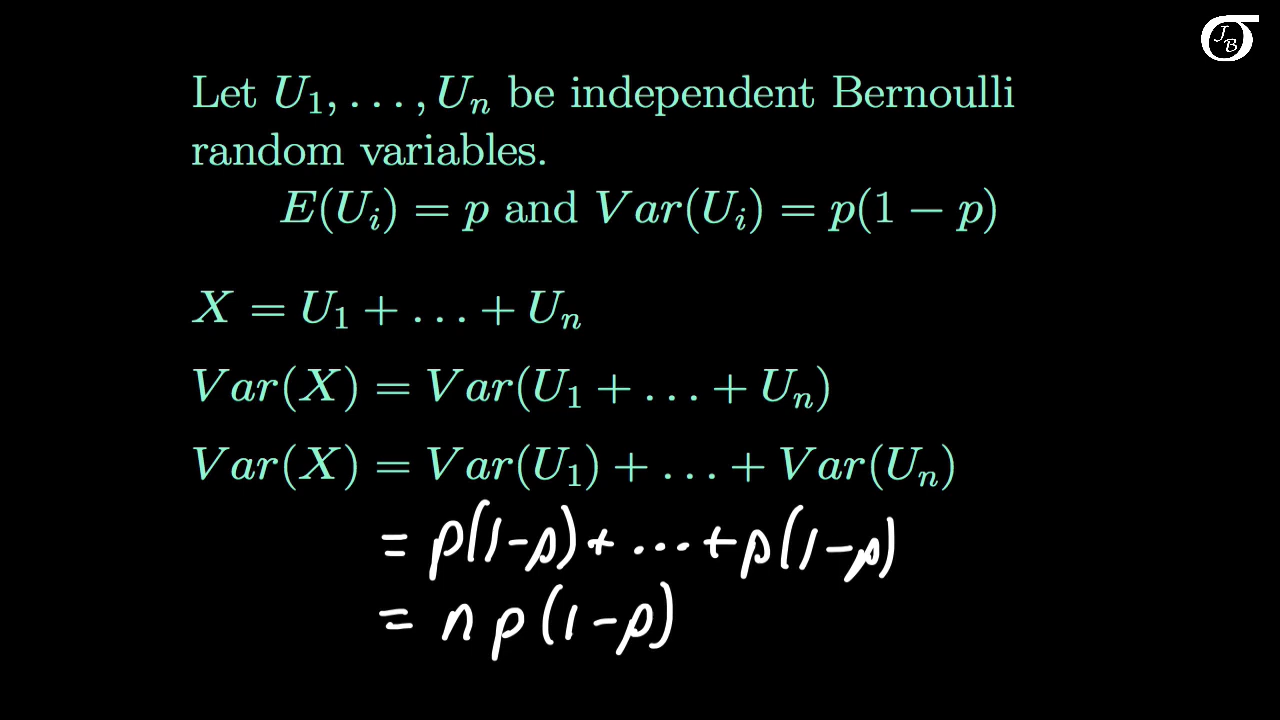 JB
Let U₁, . . . , Uₙ be independent Bernoulli
random variables.
E(Uᵢ) = p and Var(Uᵢ) = p(1 − p)
X = U₁ + . . . + Uₙ
Var(X) = Var(U₁ + . . . + Uₙ)
Var(X) = Var(U₁) + . . . + Var(Uₙ)
= p(1-p) + ... + p(1-p)
= n p (1-p)